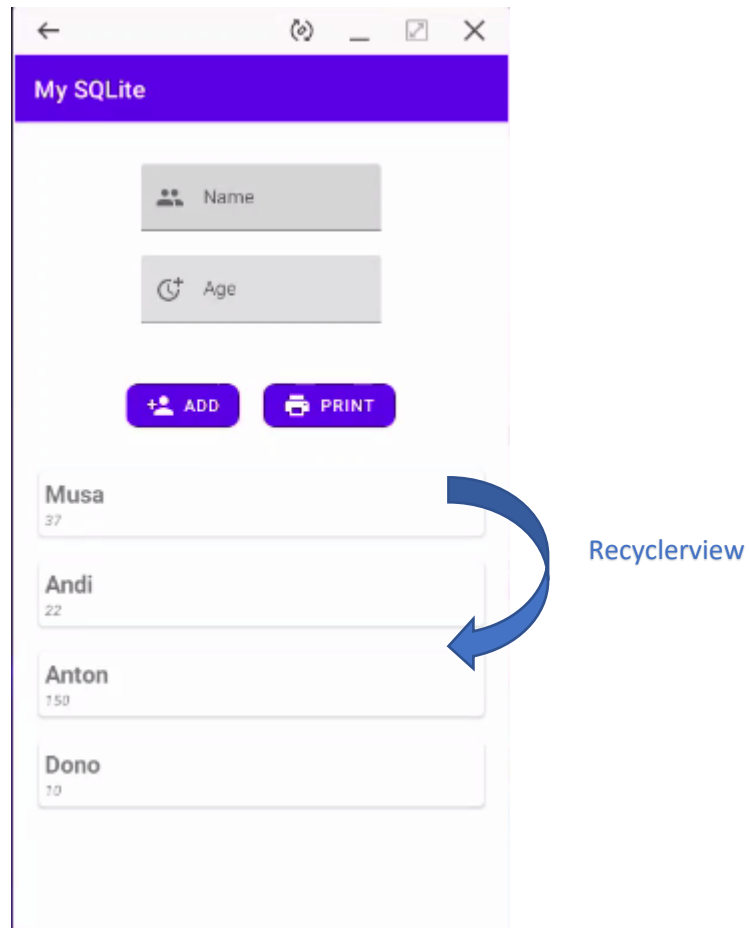 My SQLite
Name
Age
ADD PRINT
Musa
37
Recyclerview
Andi
22
Anton
150
Dono
10